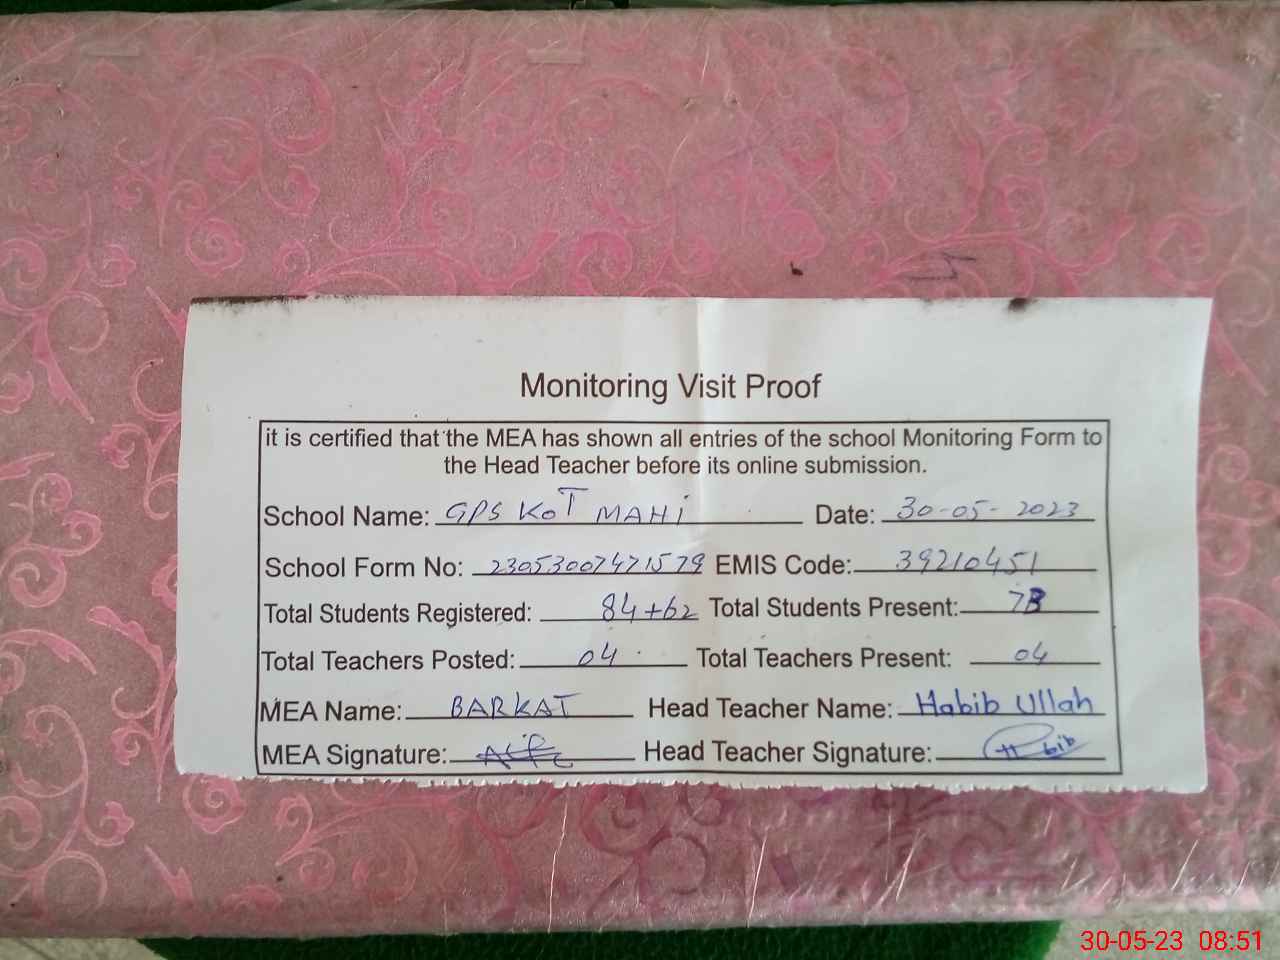 Monitoring Visit Proof
it is certified that the MEA has shown all entries of the school Monitoring Form to
the Head Teacher before its online submission.
School Name: GPS KOT MAHi Date: 30-05-2023
School Form No: 23053007471579 EMIS Code: 39210451
Total Students Registered: 84+62 Total Students Present:
Total Teachers Posted: 04 Total Teachers Present: 04
MEA Name: BARKAT Head Teacher Name: Habib Ullah
MEA Signature: Head Teacher Signature:
30-05-23 08:51